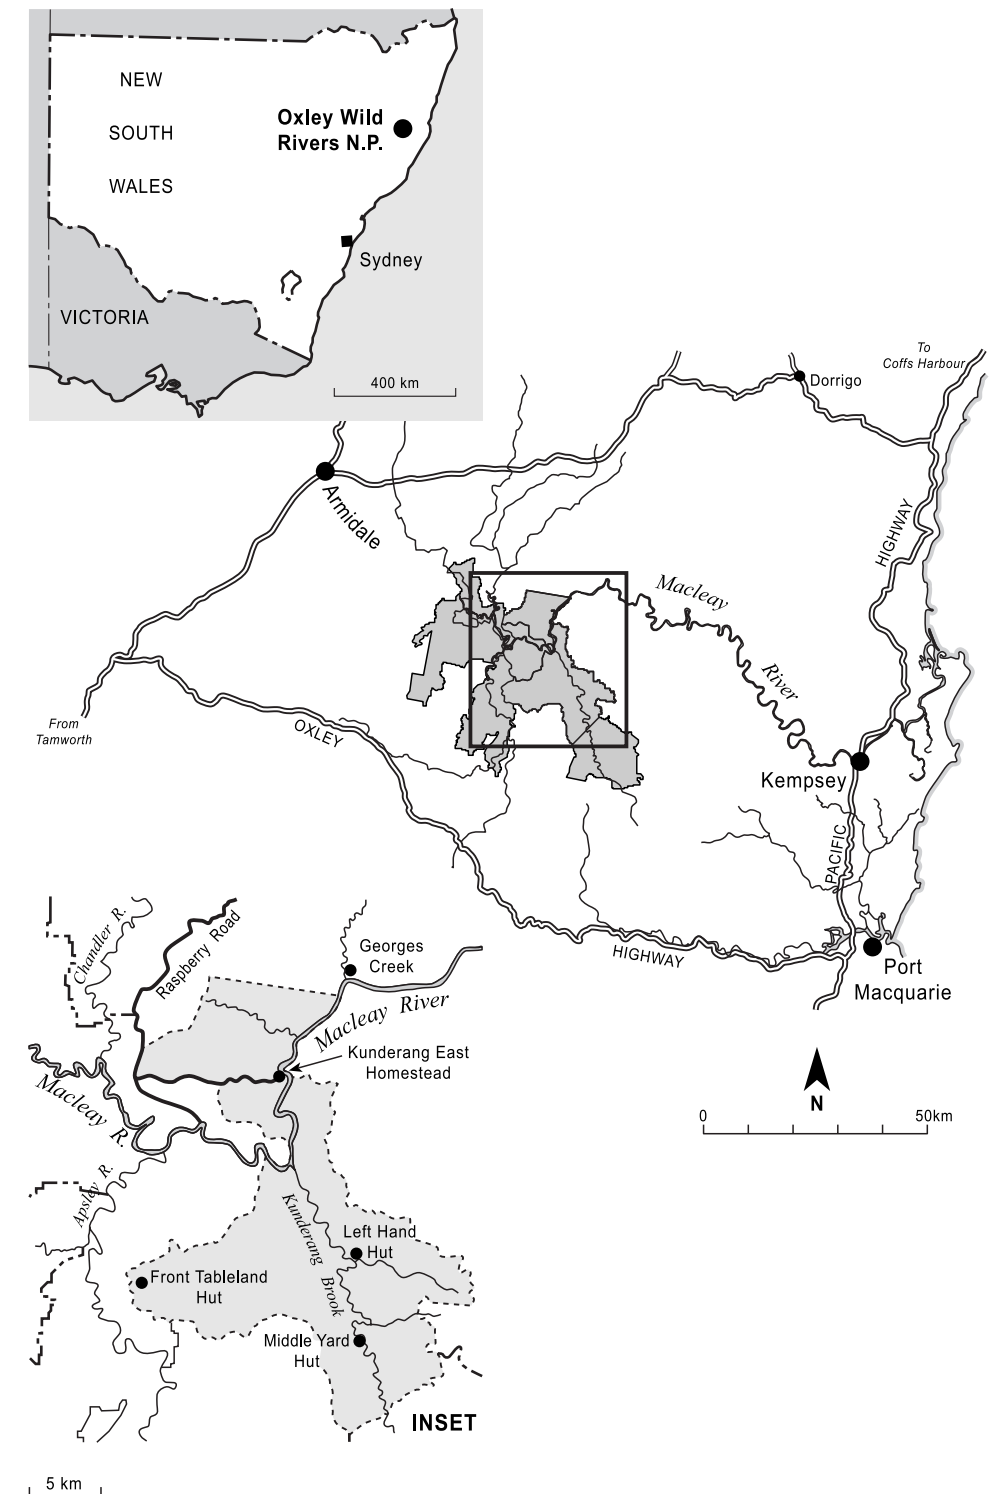 NEW
SOUTH
WALES
Oxley Wild
Rivers N.P.
Sydney
VICTORIA
400 km
To
Coffs Harbour
Dorrigo
Armidale
HIGHWAY
Macleay
River
From
Tamworth
OXLEY
Kempsey
PACIFIC
HIGHWAY
Port
Macquarie
N
0
50km
Chandler R.
Raspberry Road
Georges
Creek
Macleay River
Kunderang East
Homestead
Macleay R.
Apsley R.
Kunderang Brook
Left Hand
Hut
Front Tableland
Hut
Middle Yard
Hut
INSET
5 km